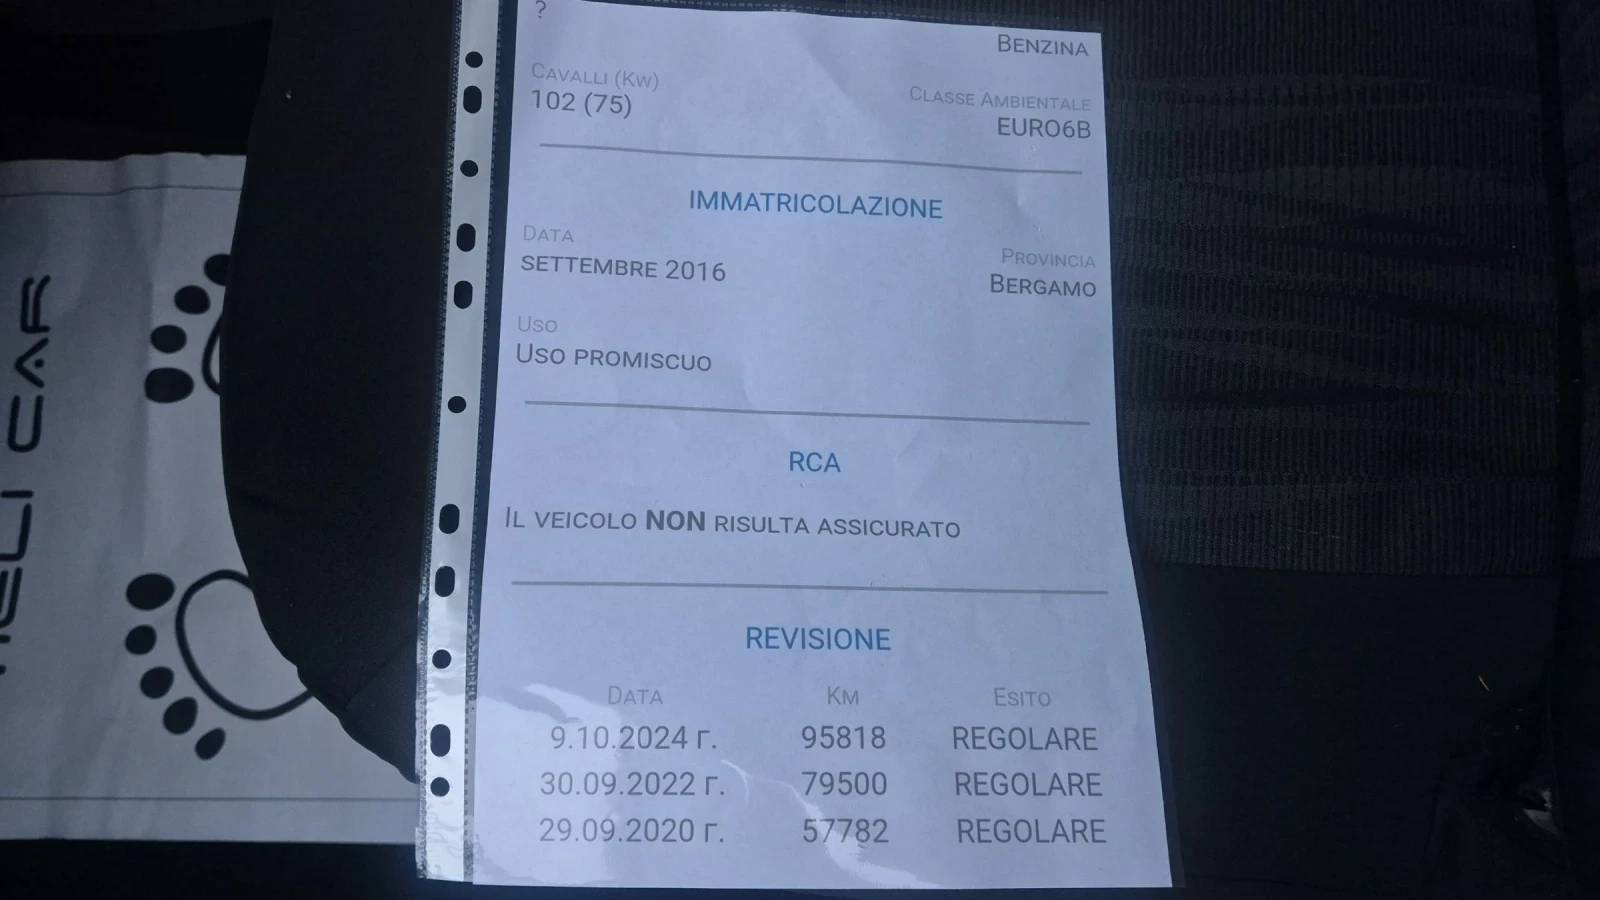 ?
BENZINA
CAVALLI (KW)
102 (75)
CLASSE AMBIENTALE
EURO6B
IMMATRICOLAZIONE
DATA
SETTEMBRE 2016
PROVINCIA
BERGAMO
USO
USO PROMISCUO
RCA
IL VEICOLO NON RISULTA ASSICURATO
REVISIONE
DATA KM ESITO
9.10.2024 г. 95818 REGOLARE
30.09.2022 г. 79500 REGOLARE
29.09.2020 г. 57782 REGOLARE
CAR